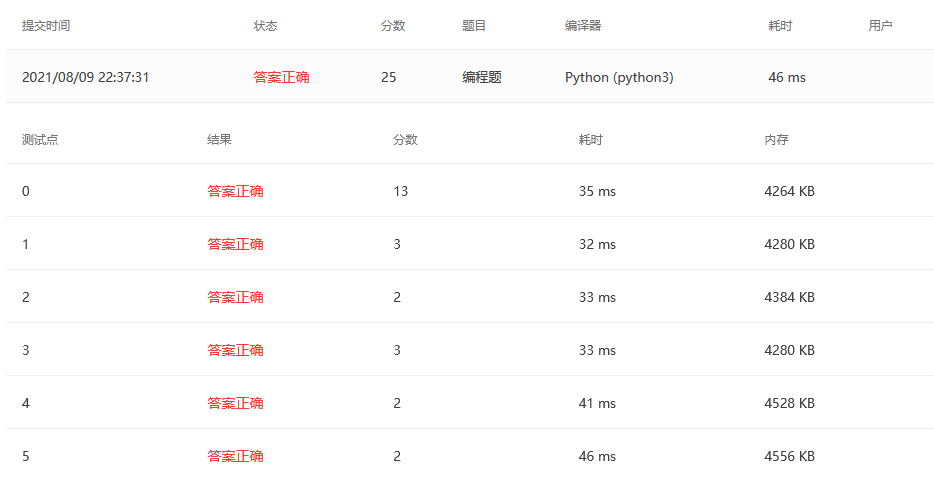 提交时间 状态 分数 题目 编译器 耗时 用户
2021/08/09 22:37:31 答案正确 25 编程题 Python (python3) 46 ms
测试点 结果 分数 耗时 内存
0 答案正确 13 35 ms 4264 KB
1 答案正确 3 32 ms 4280 KB
2 答案正确 2 33 ms 4384 KB
3 答案正确 3 33 ms 4280 KB
4 答案正确 2 41 ms 4528 KB
5 答案正确 2 46 ms 4556 KB